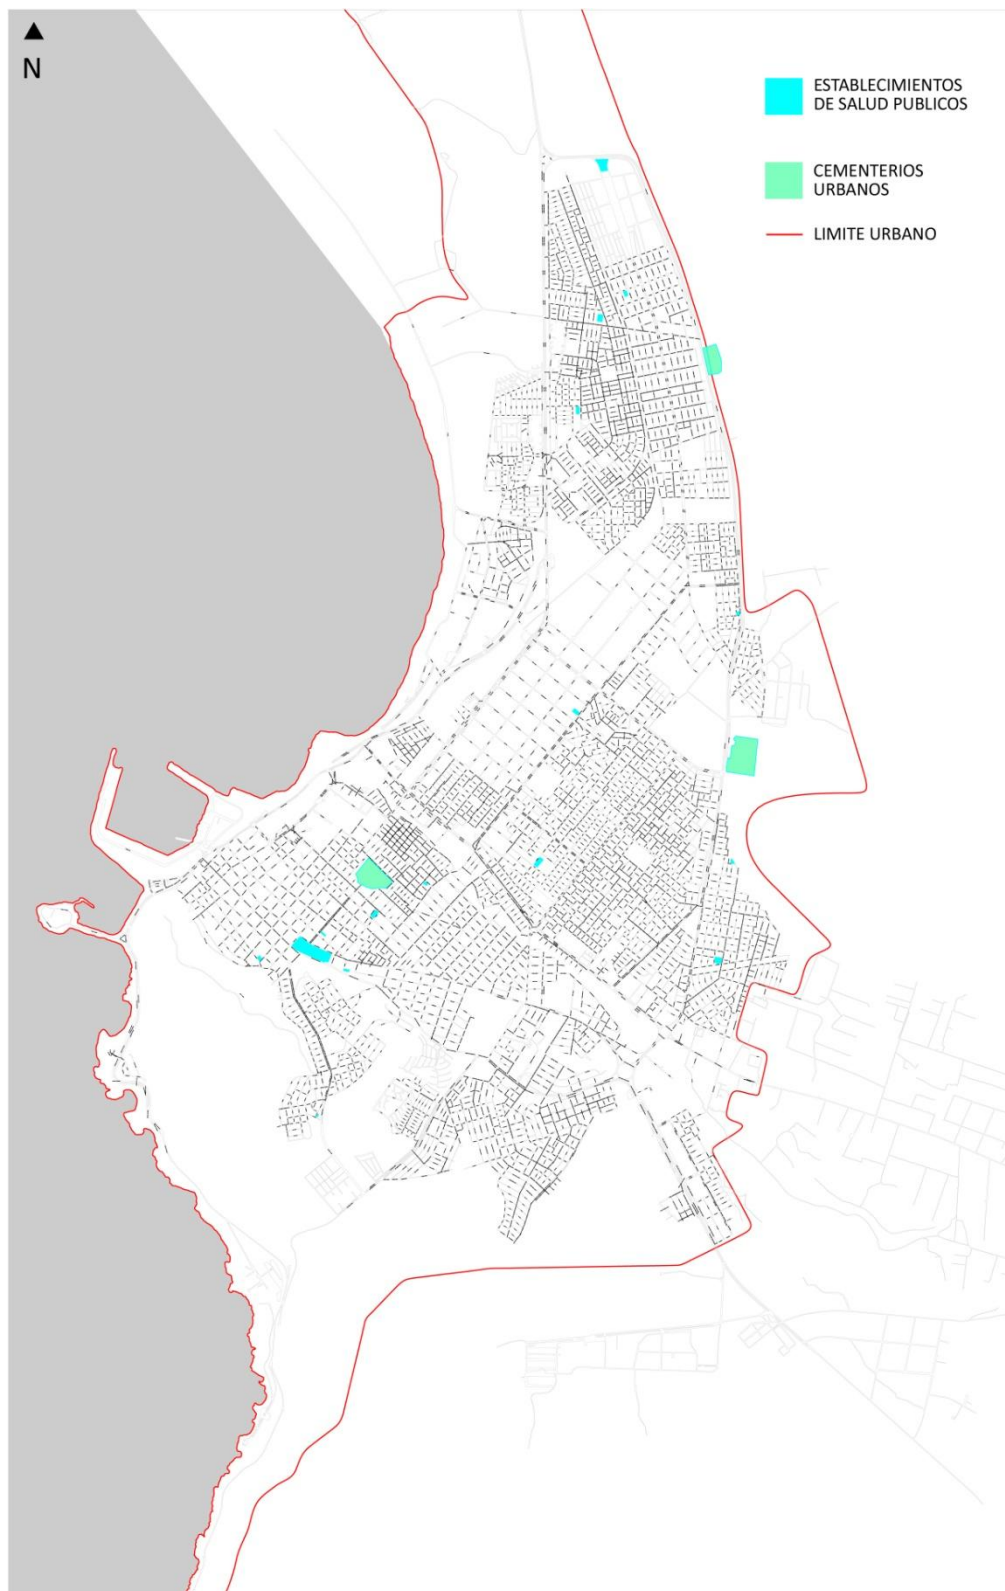 N
ESTABLECIMIENTOS
DE SALUD PUBLICOS
CEMENTERIOS
URBANOS
LIMITE URBANO